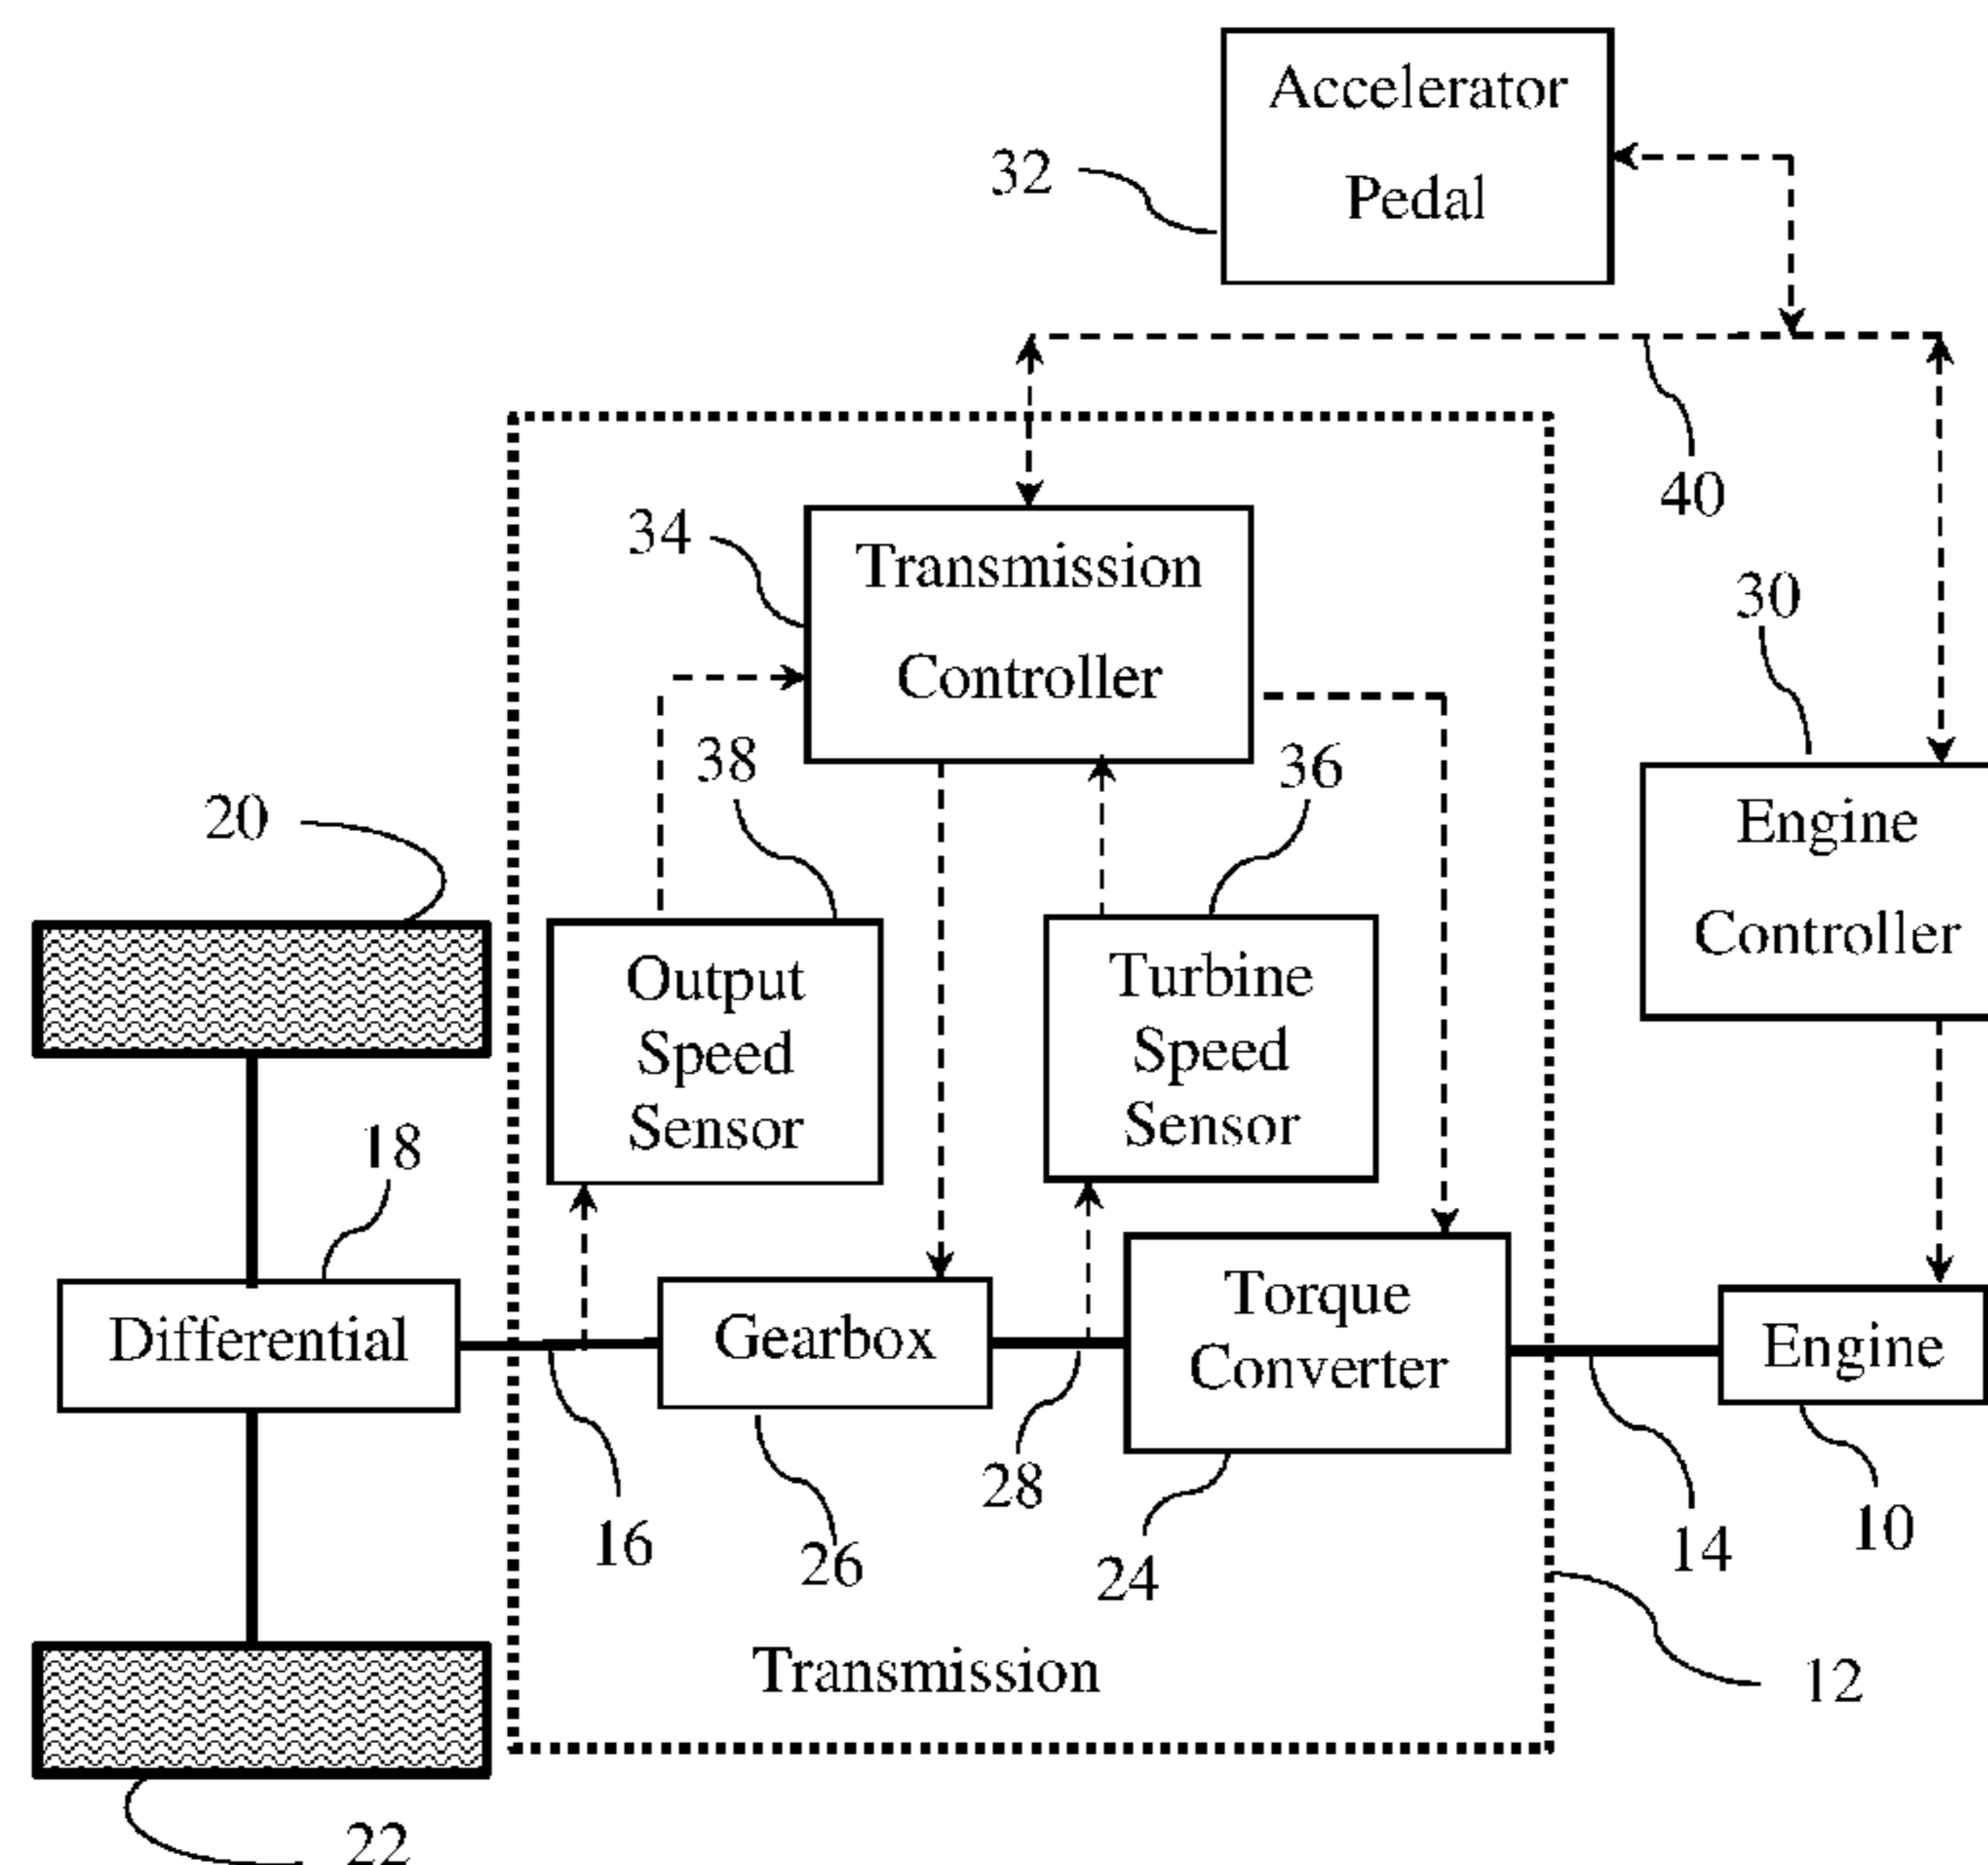 Accelerator
Pedal
32
40
34
Transmission
Controller
30
38
36
20
Engine
Controller
Output
Speed
Sensor
Turbine
Speed
Sensor
18
Differential
Gearbox
Torque
Converter
Engine
16
26
28
24
14
10
Transmission
12
22